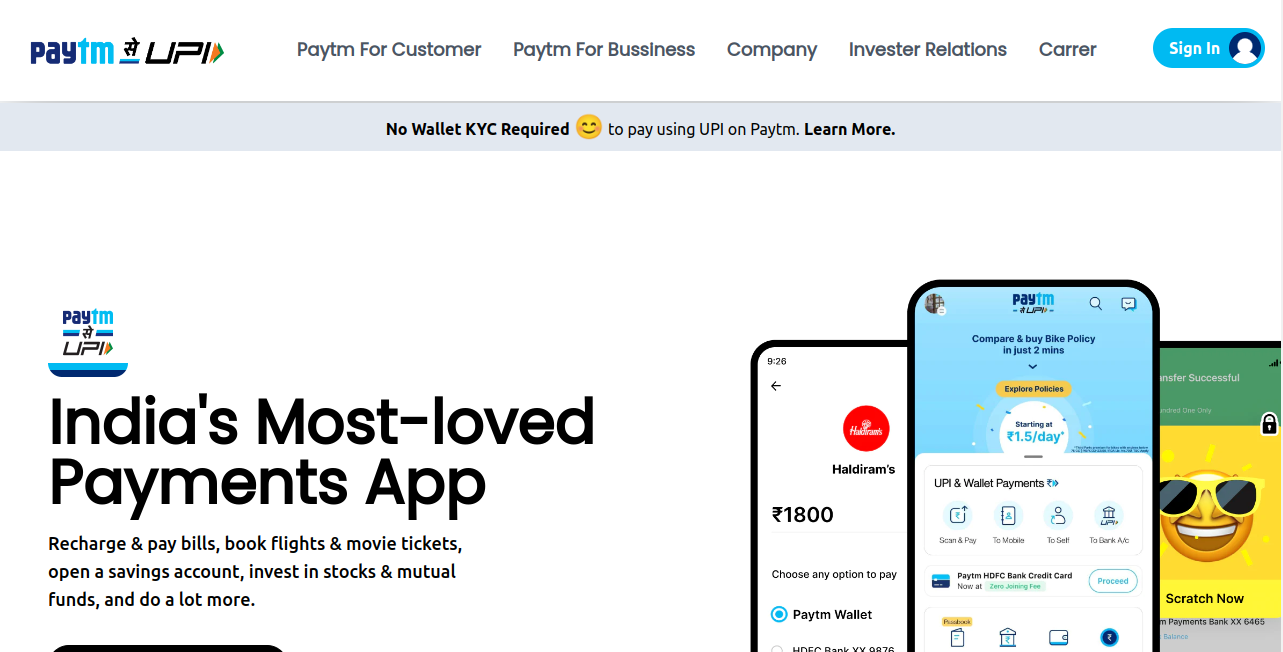 paytm से UPI
Paytm For Customer
Paytm For BussIness
Company
Invester Relations
Carrer
Sign In
No Wallet KYC Required 😊 to pay using UPI on Paytm. Learn More.
paytm
से
UPI
India's Most-loved
Payments App
Recharge & pay bills, book flights & movie tickets,
open a savings account, invest in stocks & mutual
funds, and do a lot more.
9:26
Haldiram's
Haldiram's
₹1800
Choose any option to pay
Paytm Wallet
HDFC Bank XX 9876
paytm
से UPI
Compare & buy Bike Policy
in just 2 mins
Explore Policies
Starting at
₹1.5/day*
UPI & Wallet Payments
Scan & Pay
To Mobile
To Self
UPI
To Bank A/c
Paytm HDFC Bank Credit Card
Now at Zero Joining Fee
Proceed
Passbook
nsfer Successful
ndred One Only
Scratch Now
m Payments Bank XX 6465
Balance